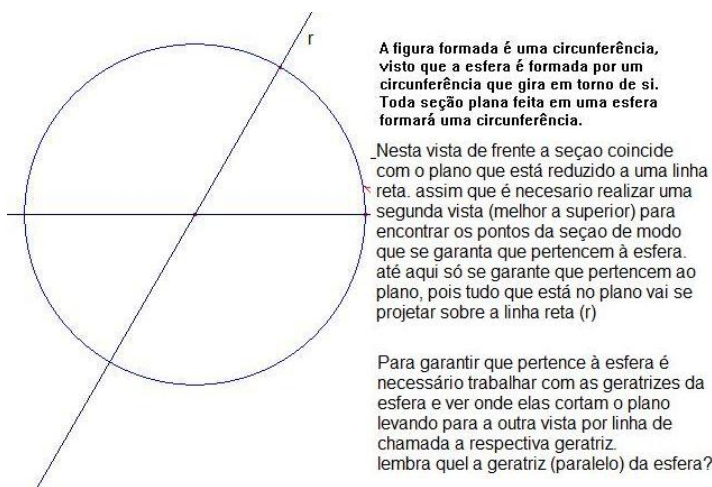 r
A figura formada é uma circunferência,
visto que a esfera é formada por um
circunferência que gira em torno de si.
Toda seção plana feita em uma esfera
formará uma circunferência.
Nesta vista de frente a seçao coincide
com o plano que está reduzido a uma linha
reta. assim que é necesario realizar uma
segunda vista (melhor a superior) para
encontrar os pontos da seçao de modo
que se garanta que pertencem à esfera.
até aqui só se garante que pertencem ao
plano, pois tudo que está no plano vai se
projetar sobre a linha reta (r)
Para garantir que pertence à esfera é
necessário trabalhar com as geratrizes da
esfera e ver onde elas cortam o plano
levando para a outra vista por linha de
chamada a respectiva geratriz.
lembra quel a geratriz (paralelo) da esfera?